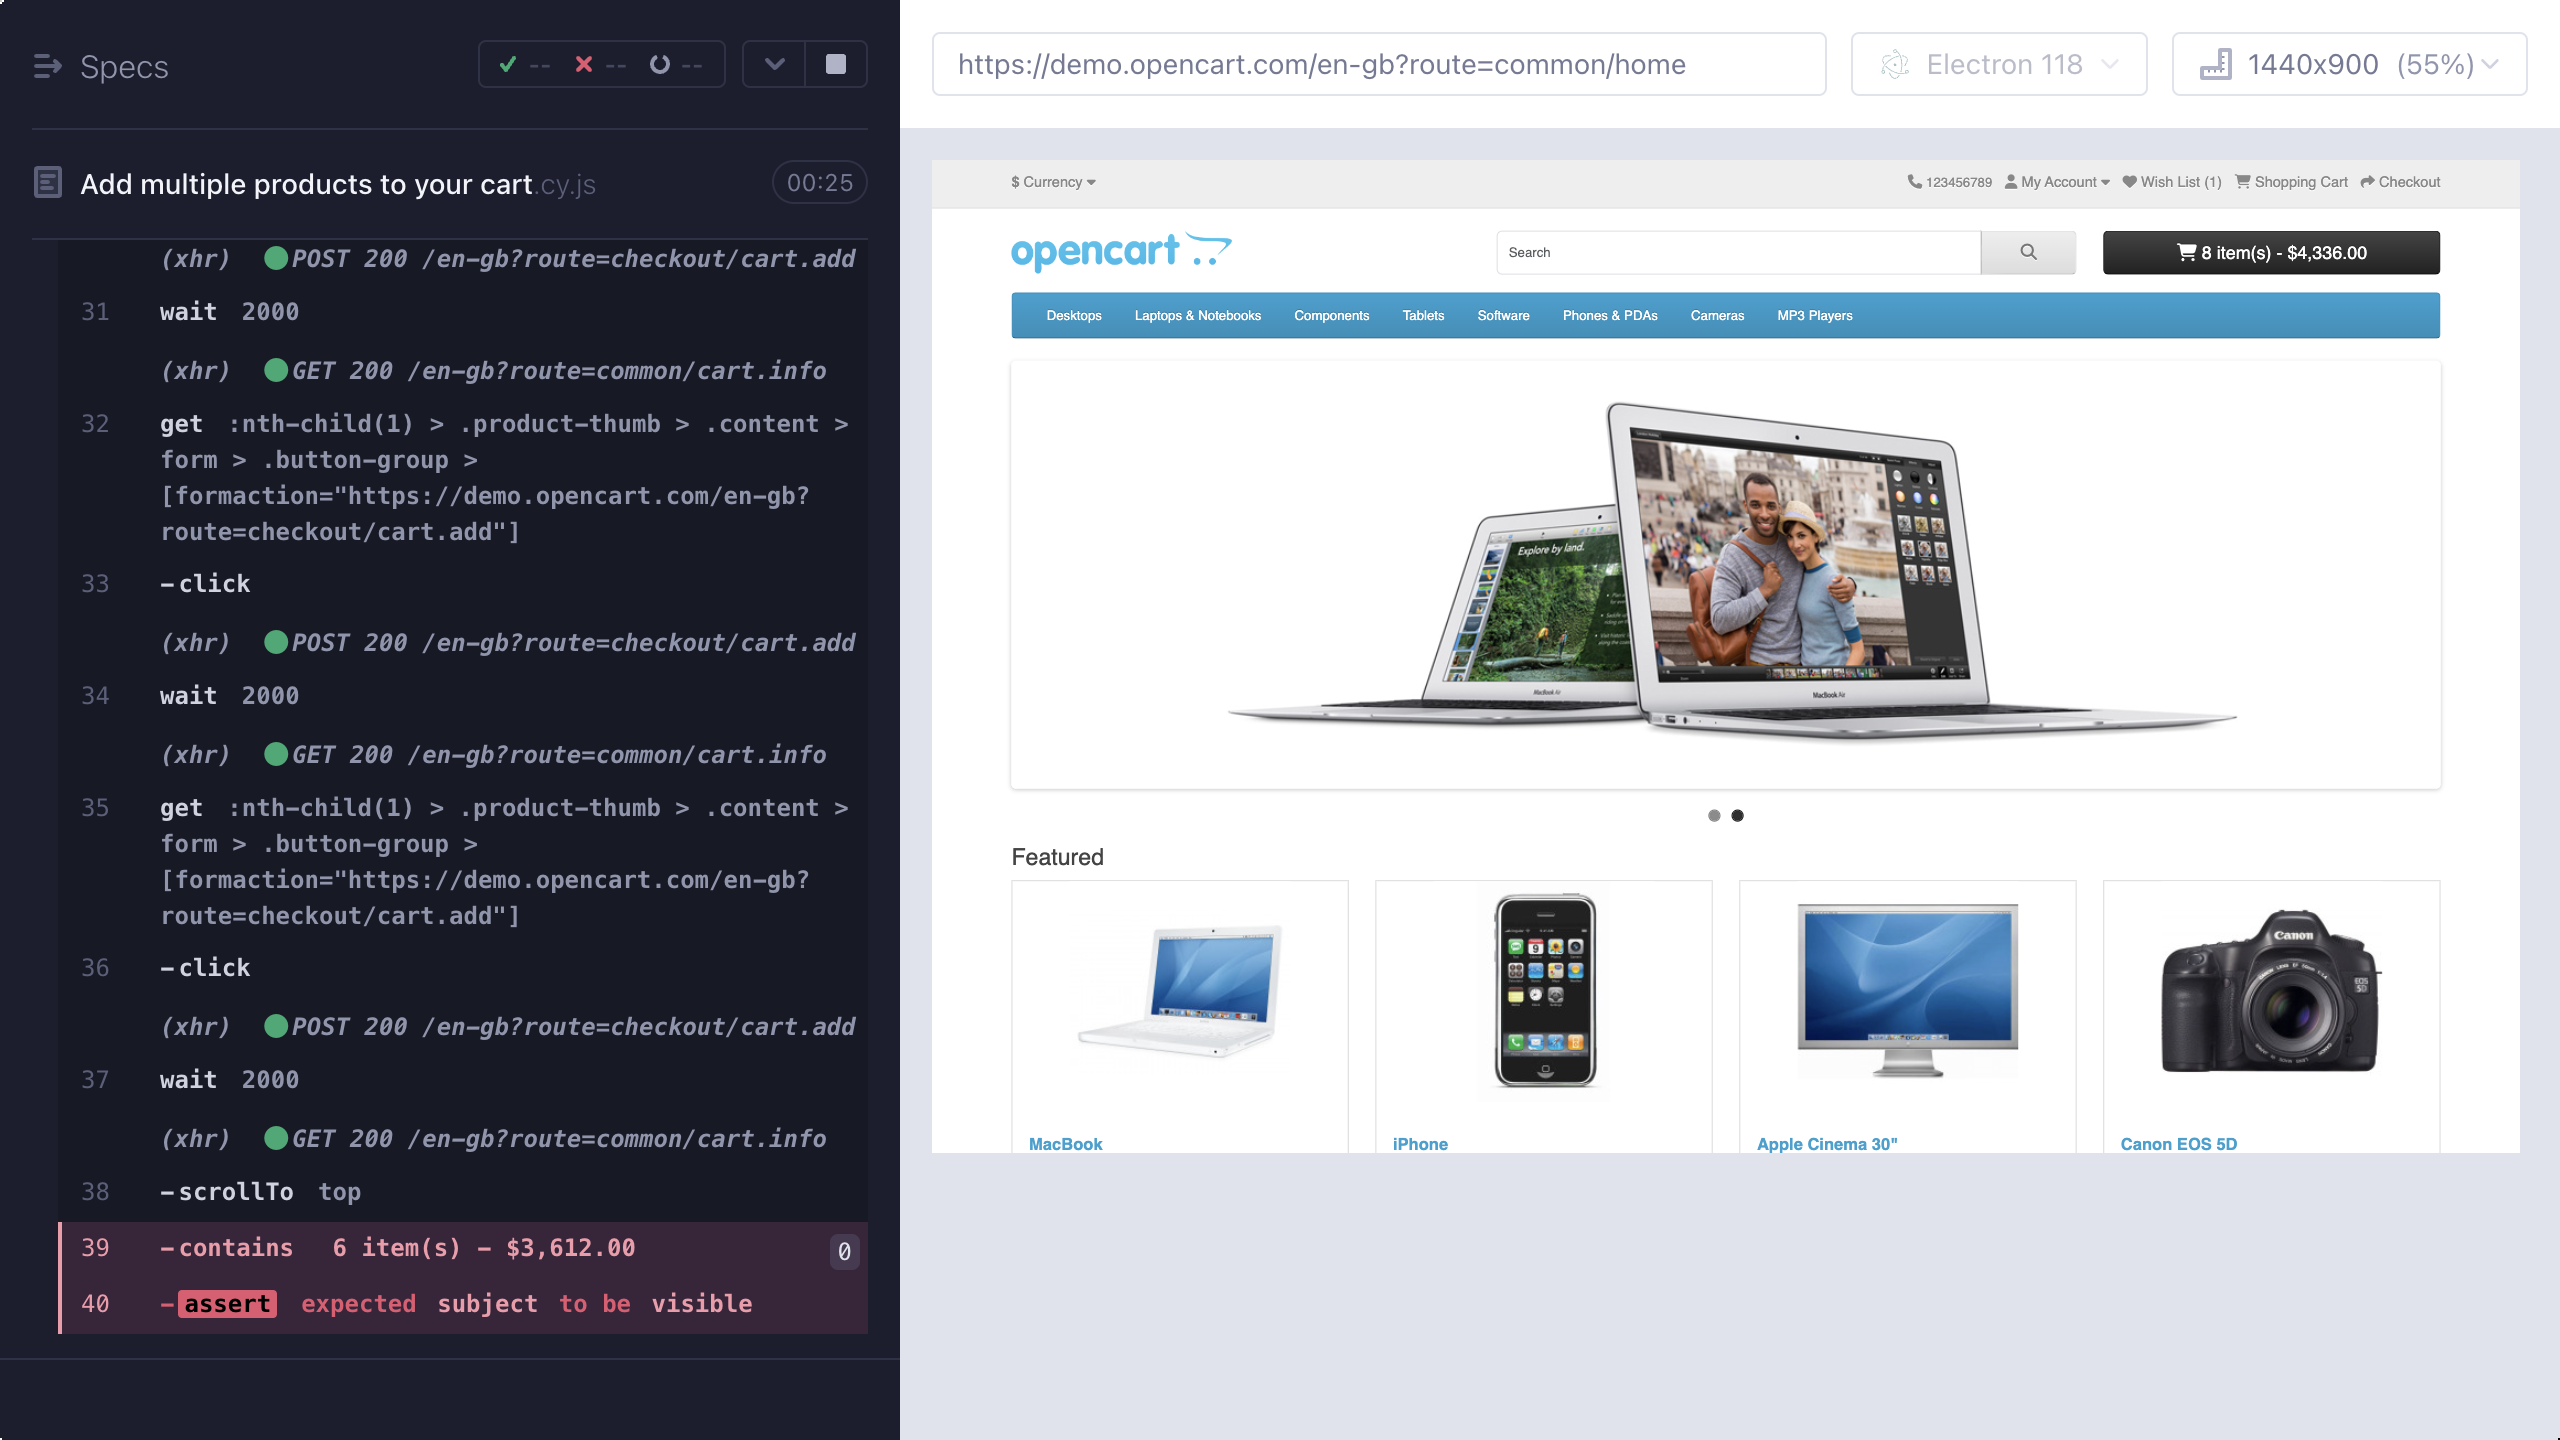 Specs
-- -- --
Add multiple products to your cart.cy.js 00:25
(xhr) POST 200 /en-gb?route=checkout/cart.add
31 wait 2000
(xhr) GET 200 /en-gb?route=common/cart.info
32 get :nth-child(1) > .product-thumb > .content >
form > .button-group >
[formaction="https://demo.opencart.com/en-gb?
route=checkout/cart.add"]
33 -click
(xhr) POST 200 /en-gb?route=checkout/cart.add
34 wait 2000
(xhr) GET 200 /en-gb?route=common/cart.info
35 get :nth-child(1) > .product-thumb > .content >
form > .button-group >
[formaction="https://demo.opencart.com/en-gb?
route=checkout/cart.add"]
36 -click
(xhr) POST 200 /en-gb?route=checkout/cart.add
37 wait 2000
(xhr) GET 200 /en-gb?route=common/cart.info
38 -scrollTo top
39 -contains 6 item(s) - $3,612.00 0
40 -assert expected subject to be visible
https://demo.opencart.com/en-gb?route=common/home Electron 118 1440x900 (55%)
$ Currency 123456789 My Account Wish List (1) Shopping Cart Checkout
opencart Search 8 item(s) - $4,336.00
Desktops Laptops & Notebooks Components Tablets Software Phones & PDAs Cameras MP3 Players
Explore by land.
MacBook Air
MacBook Air
Featured
Canon
EOS
5D
MacBook iPhone Apple Cinema 30" Canon EOS 5D